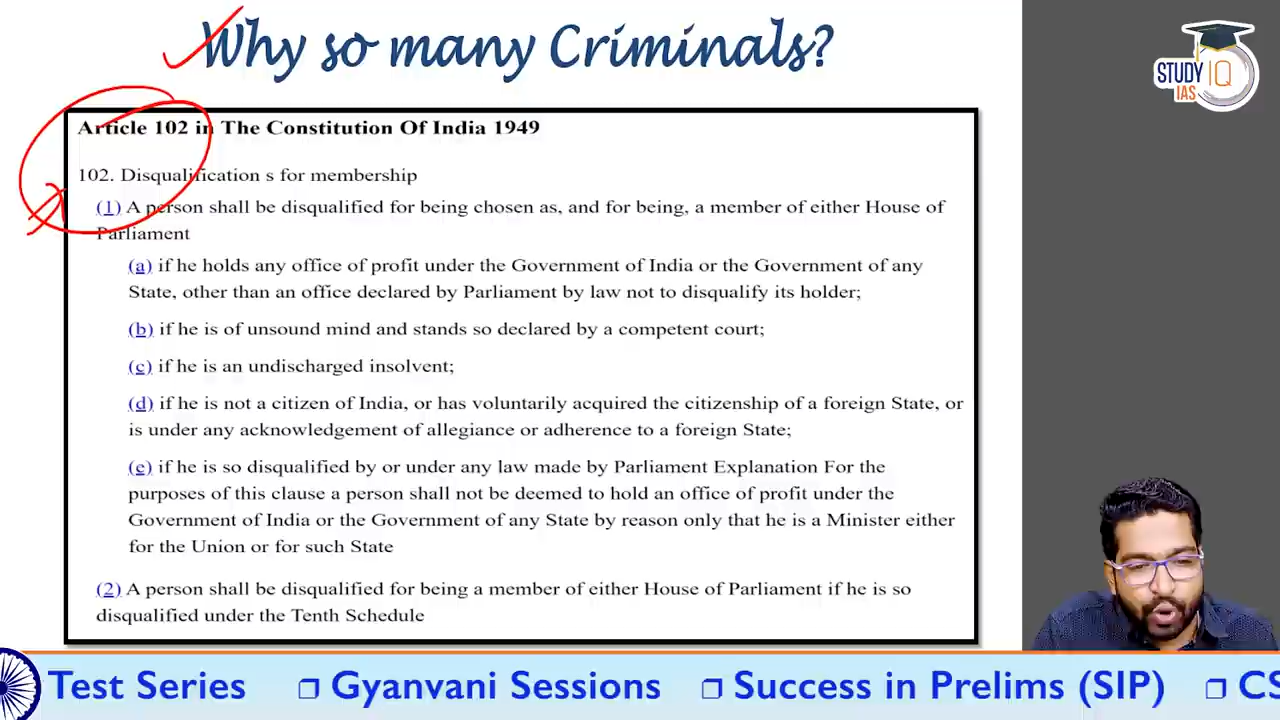 Why so many Criminals?
STUDY IQ
IAS
Article 102 in The Constitution Of India 1949
102. Disqualification s for membership
(1) A person shall be disqualified for being chosen as, and for being, a member of either House of
Parliament
(a) if he holds any office of profit under the Government of India or the Government of any
State, other than an office declared by Parliament by law not to disqualify its holder;
(b) if he is of unsound mind and stands so declared by a competent court;
(c) if he is an undischarged insolvent;
(d) if he is not a citizen of India, or has voluntarily acquired the citizenship of a foreign State, or
is under any acknowledgement of allegiance or adherence to a foreign State;
(e) if he is so disqualified by or under any law made by Parliament Explanation For the
purposes of this clause a person shall not be deemed to hold an office of profit under the
Government of India or the Government of any State by reason only that he is a Minister either
for the Union or for such State
(2) A person shall be disqualified for being a member of either House of Parliament if he is so
disqualified under the Tenth Schedule
Test Series ❐ Gyanvani Sessions ❐ Success in Prelims (SIP) ❐ CS